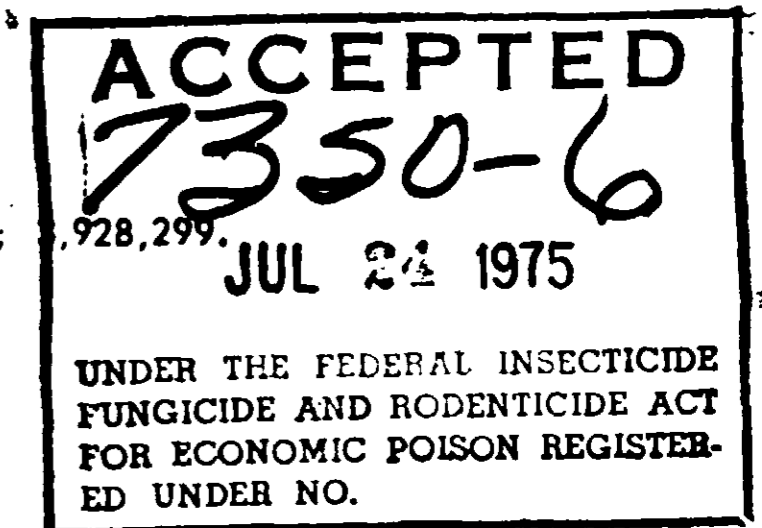 ACCEPTED
7350-6
,928,299.
JUL 24 1975
UNDER THE FEDERAL INSECTICIDE
FUNGICIDE AND RODENTICIDE ACT
FOR ECONOMIC POISON REGISTER-
ED UNDER NO.